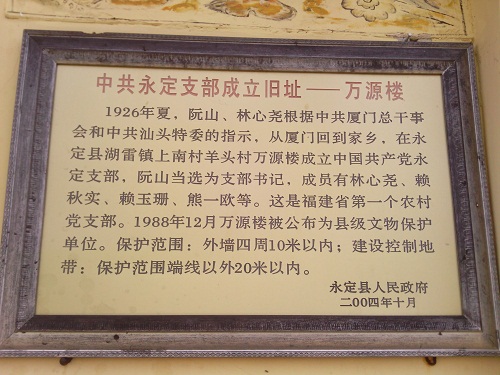 中共永定支部成立旧址——万源楼
1926年夏，阮山、林心尧根据中共厦门总干事
会和中共汕头特委的指示，从厦门回到家乡，在永
定县湖雷镇上南村羊头村万源楼成立中国共产党永
定支部，阮山当选为支部书记，成员有林心尧、赖
秋实、赖玉珊、熊一欧等。这是福建省第一个农村
党支部。1988年12月万源楼被公布为县级文物保护
单位。保护范围：外墙四周10米以内；建设控制地
带：保护范围端线以外20米以内。
永定县人民政府
二00四年十月